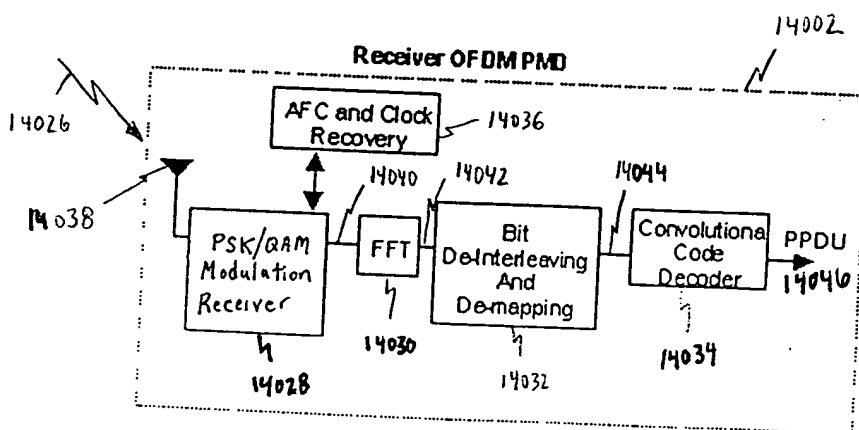 14002
Receiver OFDM PMD
14026
AFC and Clock
Recovery
14036
14038
14040
14042
14044
PSK/QAM
Modulation
Receiver
FFT
Bit
De-Interleaving
And
De-mapping
Convolutional
Code
Decoder
PPDU
14046
14028
14030
14032
14034